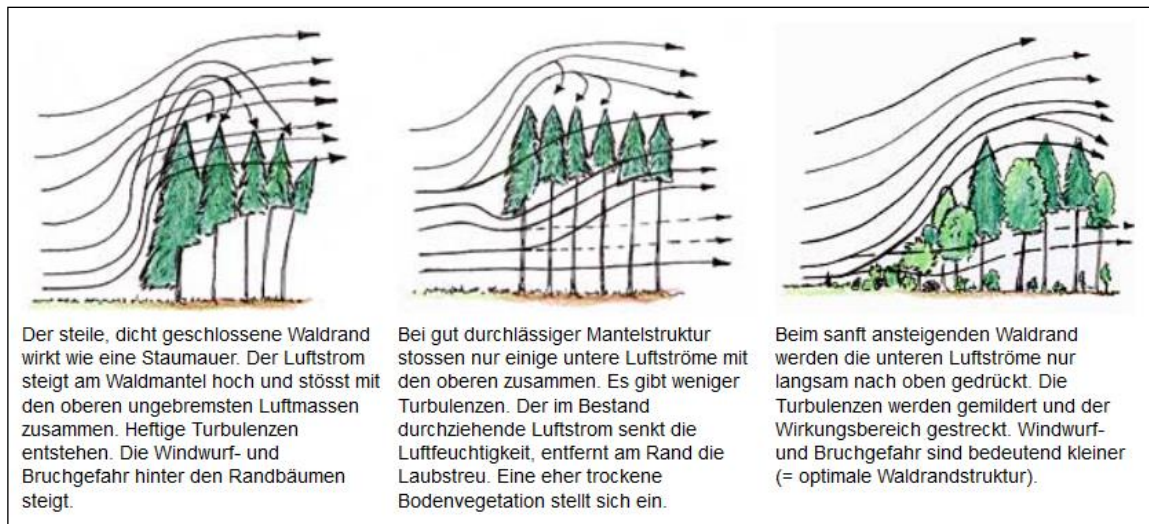 Der steile, dicht geschlossene Waldrand
wirkt wie eine Staumauer. Der Luftstrom
steigt am Waldmantel hoch und stösst mit
den oberen ungebremsten Luftmassen
zusammen. Heftige Turbulenzen
entstehen. Die Windwurf- und
Bruchgefahr hinter den Randbäumen
steigt.
Bei gut durchlässiger Mantelstruktur
stossen nur einige untere Luftströme mit
den oberen zusammen. Es gibt weniger
Turbulenzen. Der im Bestand
durchziehende Luftstrom senkt die
Luftfeuchtigkeit, entfernt am Rand die
Laubstreu. Eine eher trockene
Bodenvegetation stellt sich ein.
Beim sanft ansteigenden Waldrand
werden die unteren Luftströme nur
langsam nach oben gedrückt. Die
Turbulenzen werden gemildert und der
Wirkungsbereich gestreckt. Windwurf-
und Bruchgefahr sind bedeutend kleiner
(= optimale Waldrandstruktur).